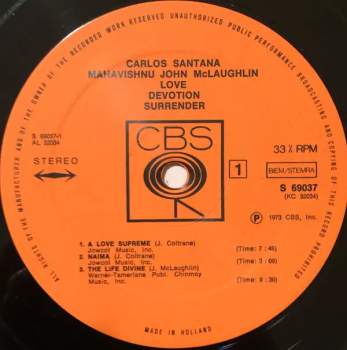 ALL RIGHTS OF THE MANUFACTURER AND OF THE OWNER OF THE RECORDED WORK RESERVED UNAUTHORISED PUBLIC PERFORMANCE BROADCASTING AND COPYING OF THIS RECORD PROHIBITED
CARLOS SANTANA
MAHAVISHNU JOHN McLAUGHLIN
LOVE
DEVOTION
SURRENDER
S 69037-1
AL 32034
STEREO
CBS
1
33⅓ RPM
BIEM/STEMRA
S 69037
(KC 32034)
℗ 1973 CBS, Inc.
1. A LOVE SUPREME (J. Coltrane) (Time: 7:48)
Jowcol Music, Inc.
2. NAIMA (J. Coltrane) (Time: 3:09)
Jowcol Music, Inc.
3. THE LIFE DIVINE (J. McLaughlin) (Time: 9:30)
Warner-Tamerlane Publ. Chinmoy
Music, Inc.
MADE IN HOLLAND